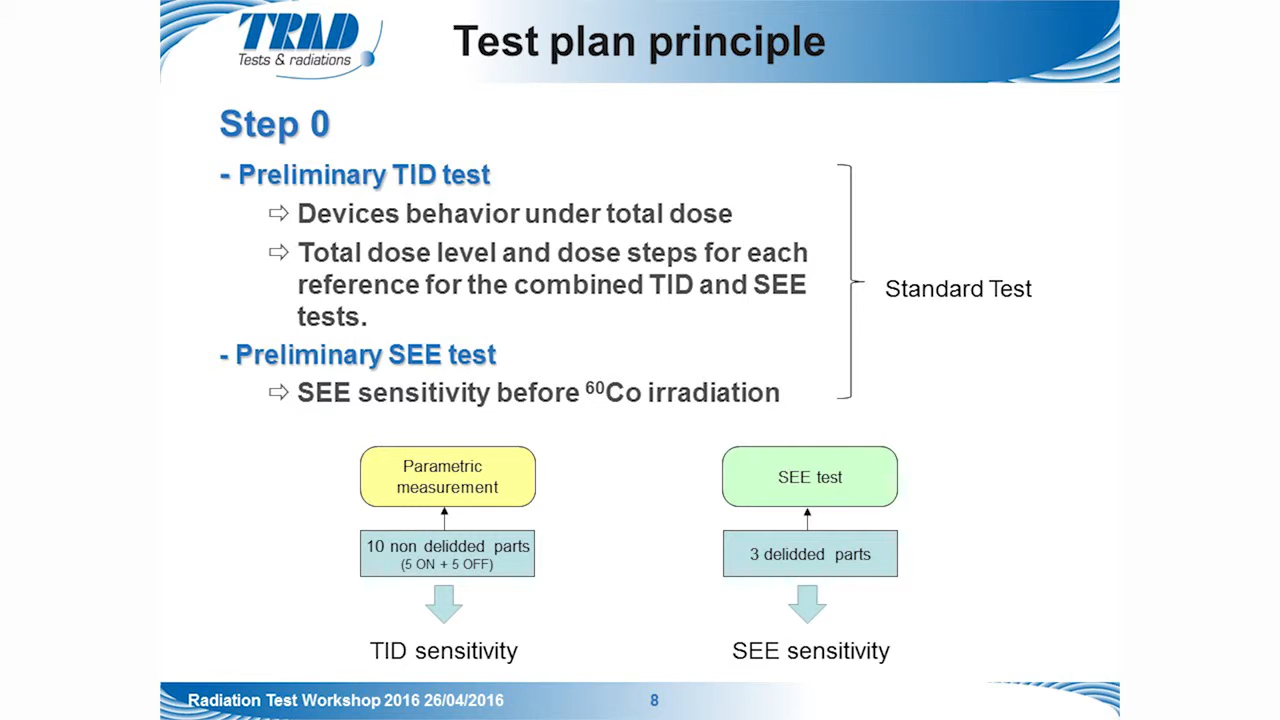 TRAD
Tests & radiations
Test plan principle
Step 0
- Preliminary TID test
⇨ Devices behavior under total dose
⇨ Total dose level and dose steps for each
reference for the combined TID and SEE
tests.
- Preliminary SEE test
⇨ SEE sensitivity before ⁶⁰Co irradiation
Standard Test
Parametric
measurement
10 non delidded parts
(5 ON + 5 OFF)
TID sensitivity
SEE test
3 delidded parts
SEE sensitivity
Radiation Test Workshop 2016 26/04/2016
8